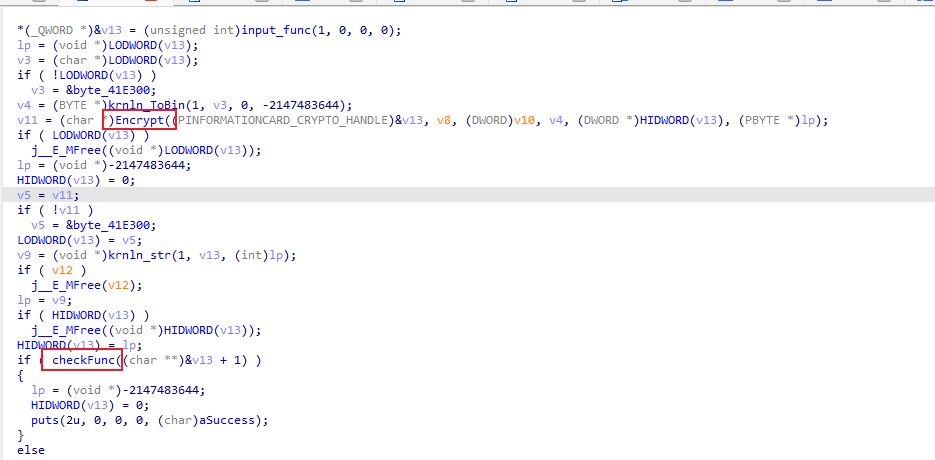 *(_QWORD *)&v13 = (unsigned int)input_func(1, 0, 0, 0);
lp = (void *)LODWORD(v13);
v3 = (char *)LODWORD(v13);
if ( !LODWORD(v13) )
v3 = &byte_41E300;
v4 = (BYTE *)krnln_ToBin(1, v3, 0, -2147483644);
v11 = (char *)Encrypt((PINFORMATIONCARD_CRYPTO_HANDLE)&v13, v8, (DWORD)v10, v4, (DWORD *)HIDWORD(v13), (PBYTE *)lp);
if ( LODWORD(v13) )
j__E_MFree((void *)LODWORD(v13));
lp = (void *)-2147483644;
HIDWORD(v13) = 0;
v5 = v11;
if ( !v11 )
v5 = &byte_41E300;
LODWORD(v13) = v5;
v9 = (void *)krnln_str(1, v13, (int)lp);
if ( v12 )
j__E_MFree(v12);
lp = v9;
if ( HIDWORD(v13) )
j__E_MFree((void *)HIDWORD(v13));
HIDWORD(v13) = lp;
if ( checkFunc((char **)&v13 + 1) )
{
lp = (void *)-2147483644;
HIDWORD(v13) = 0;
puts(2u, 0, 0, 0, (char)aSuccess);
}
else